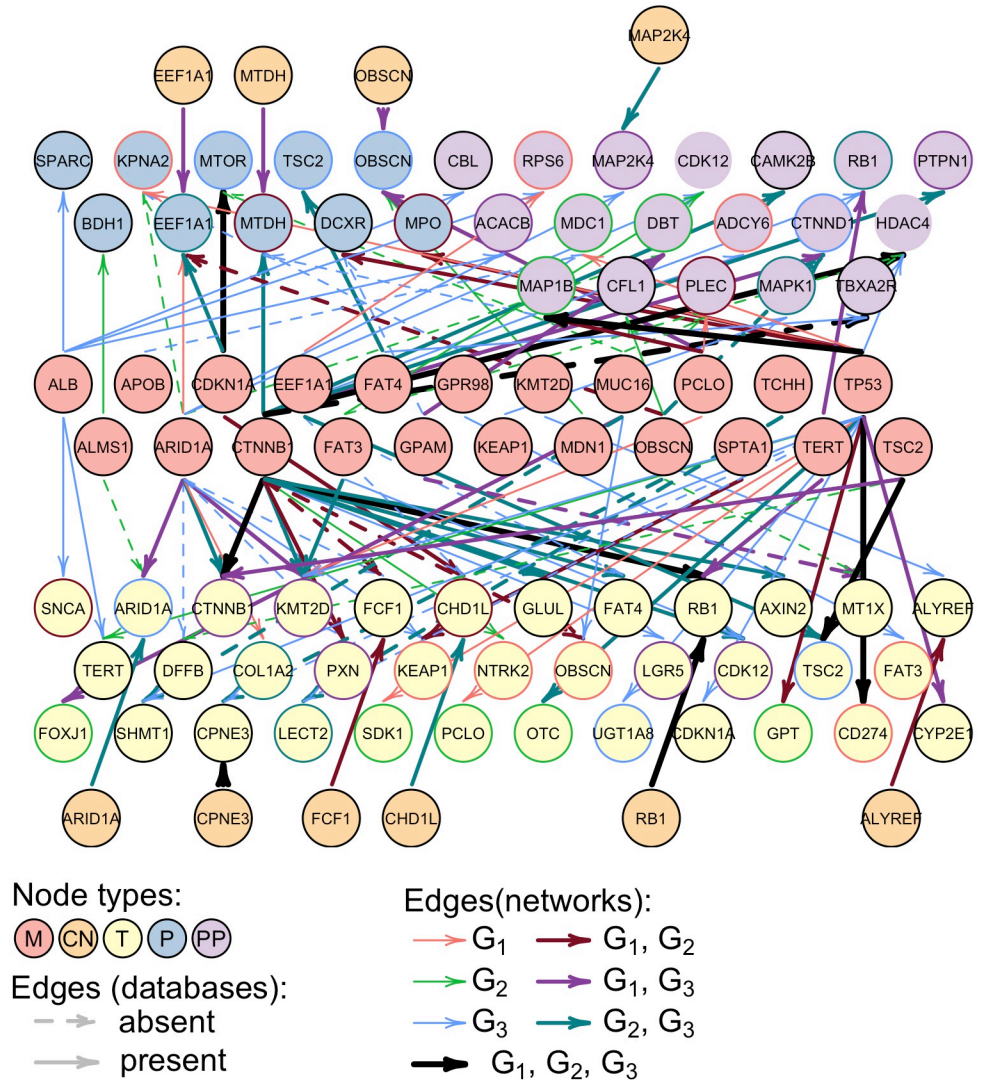 MAP2K4
EEF1A1 MTDH OBSCN
SPARC KPNA2 MTOR TSC2 OBSCN CBL RPS6 MAP2K4 CDK12 CAMK2B RB1 PTPN1
BDH1 EEF1A1 MTDH DCXR MPO ACACB MDC1 DBT ADCY6 CTNND1 HDAC4
MAP1B CFL1 PLEC MAPK1 TBXA2R
ALB APOB CDKN1A EEF1A1 FAT4 GPR98 KMT2D MUC16 PCLO TCHH TP53
ALMS1 ARID1A CTNNB1 FAT3 GPAM KEAP1 MDN1 OBSCN SPTA1 TERT TSC2
SNCA ARID1A CTNNB1 KMT2D FCF1 CHD1L GLUL FAT4 RB1 AXIN2 MT1X ALYREF
TERT DFFB COL1A2 PXN KEAP1 NTRK2 OBSCN LGR5 CDK12 TSC2 FAT3
FOXJ1 SHMT1 CPNE3 LECT2 SDK1 PCLO OTC UGT1A8 CDKN1A GPT CD274 CYP2E1
ARID1A CPNE3 FCF1 CHD1L RB1 ALYREF
Node types:
M CN T P PP
Edges (databases):
absent
present
Edges(networks):
G1 G1, G2
G2 G1, G3
G3 G2, G3
G1, G2, G3